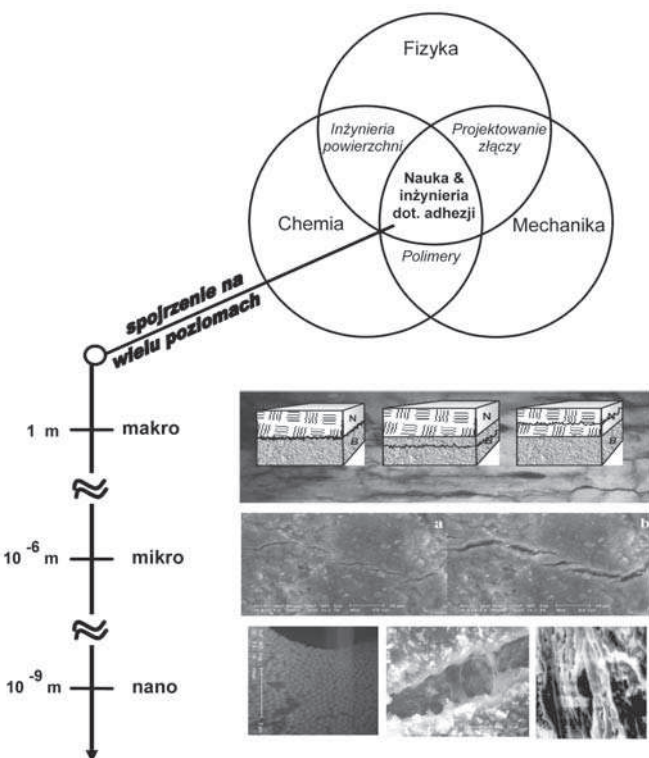 Fizyka
Inżynieria
powierzchni
Projektowanie
złączy
Nauka &
inżynieria
dot. adhezji
Chemia
Mechanika
Polimery
spojrzenie na
wielu poziomach
1 m
makro
N
B
N
B
N
B
10⁻⁶ m
mikro
a
b
10⁻⁹ m
nano